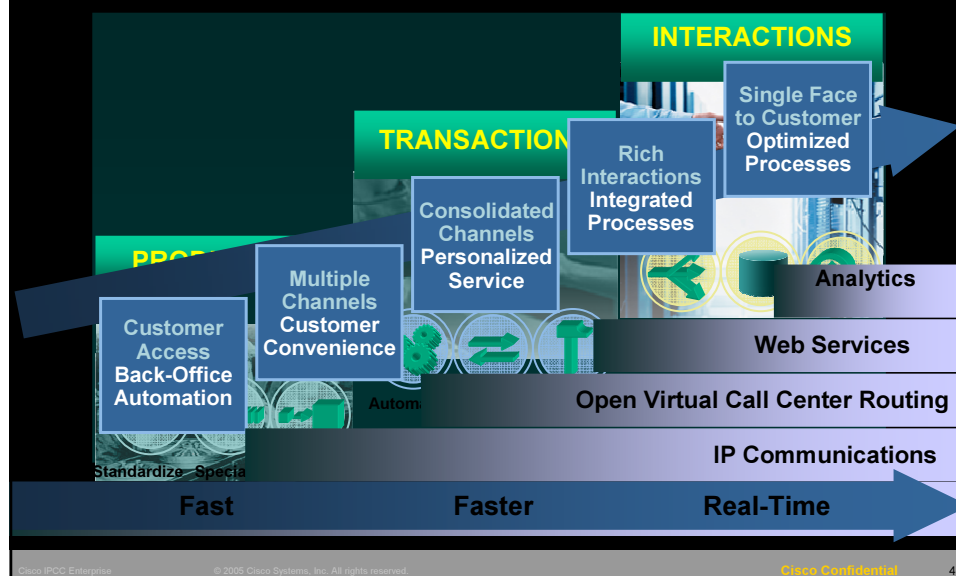 INTERACTIONS
Single Face
to Customer
Optimized
Processes
TRANSACTION
Rich
Interactions
Integrated
Processes
Consolidated
Channels
Personalized
Service
Multiple
Channels
Customer
Convenience
Customer
Access
Back-Office
Automation
Analytics
Web Services
Open Virtual Call Center Routing
IP Communications
Standardize
Fast Faster Real-Time
Cisco IPCC Enterprise © 2005 Cisco Systems, Inc. All rights reserved. Cisco Confidential 4